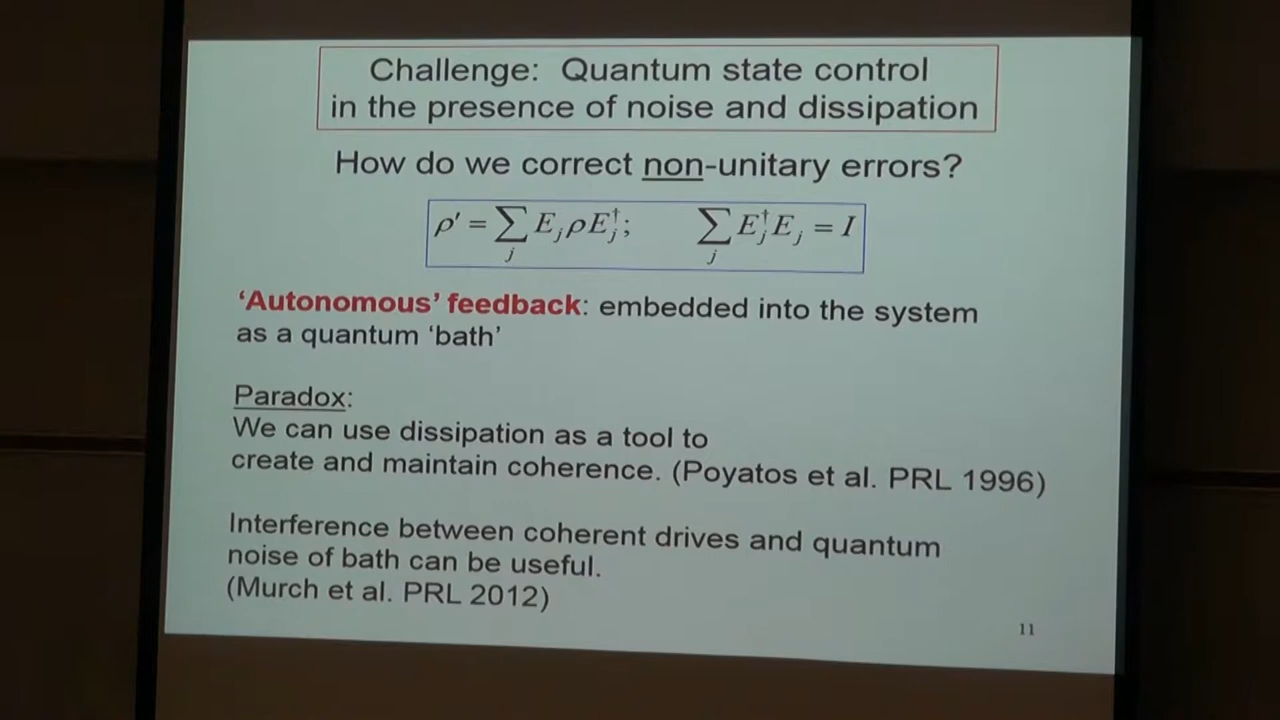 Challenge: Quantum state control
in the presence of noise and dissipation
How do we correct non-unitary errors?
ρ′ = ∑_j E_j ρ E_j†; ∑_j E_j† E_j = I
‘Autonomous’ feedback: embedded into the system
as a quantum ‘bath’
Paradox:
We can use dissipation as a tool to
create and maintain coherence. (Poyatos et al. PRL 1996)
Interference between coherent drives and quantum
noise of bath can be useful.
(Murch et al. PRL 2012)
11